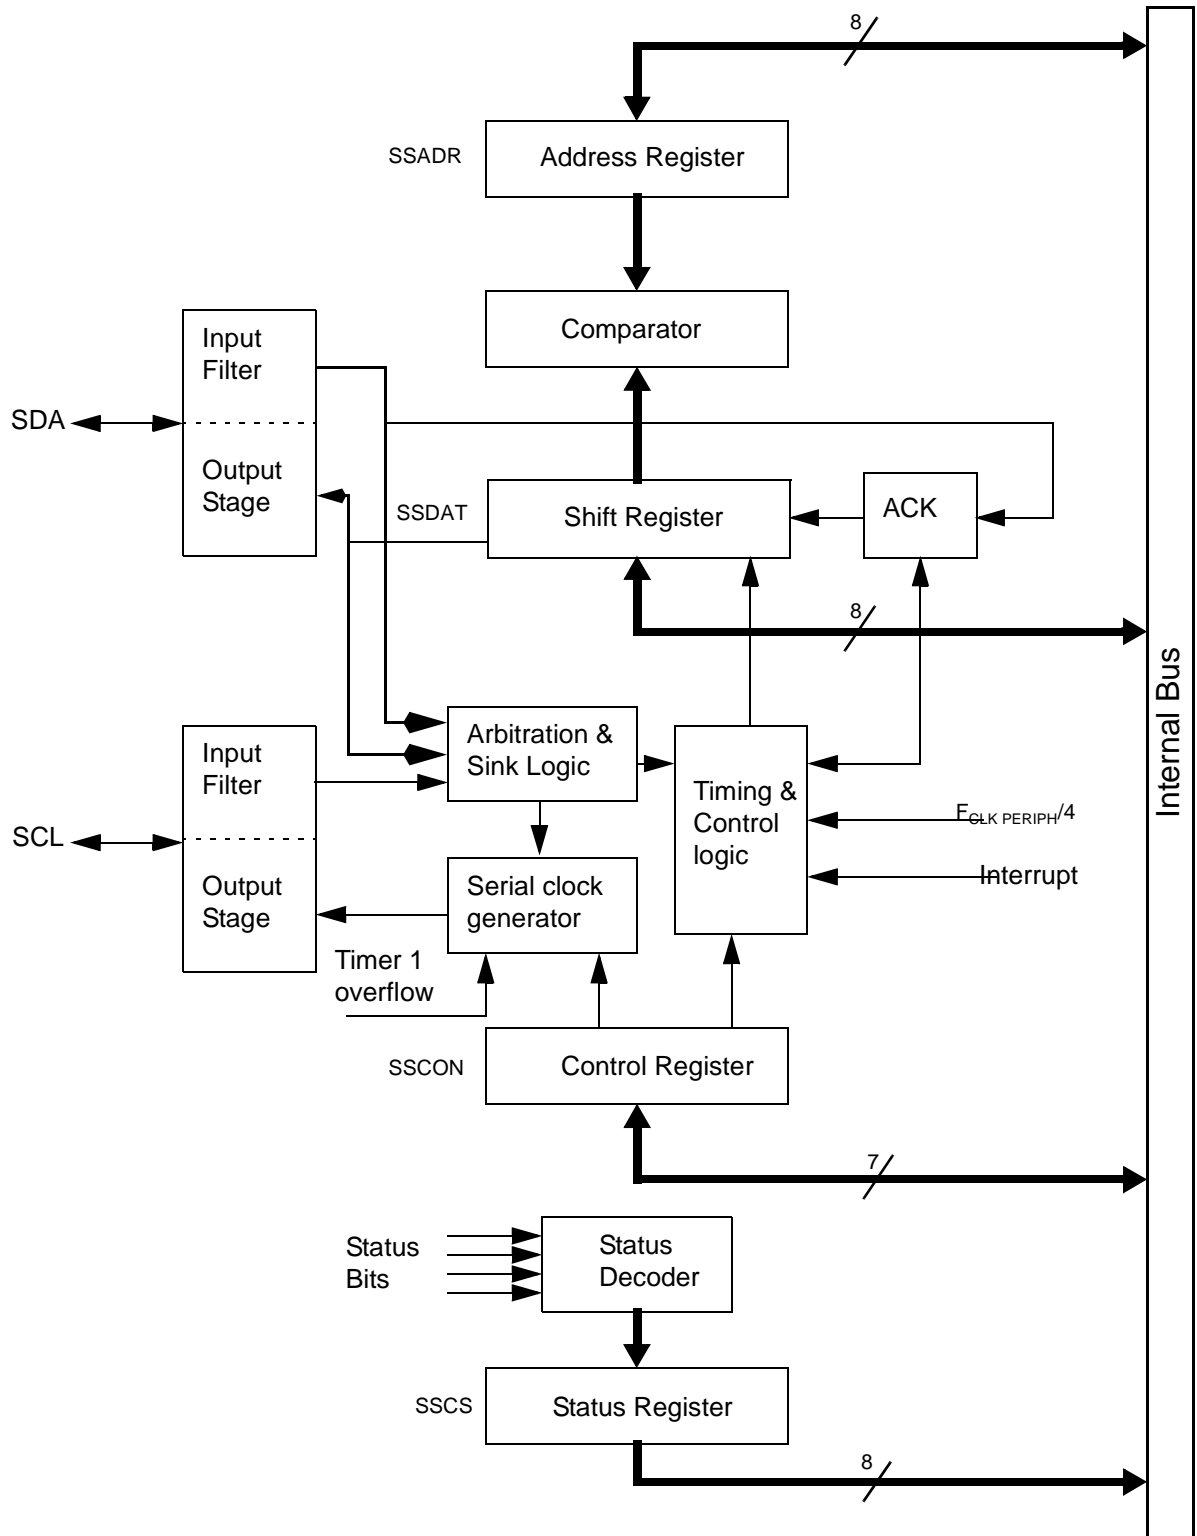 8
SSADR
Address Register
Comparator
Input
Filter
SDA
Output
Stage
SSDAT
Shift Register
ACK
8
Internal Bus
Input
Filter
SCL
Output
Stage
Arbitration &
Sink Logic
Timing &
Control
logic
FCLK PERIPH/4
Interrupt
Serial clock
generator
Timer 1
overflow
SSCON
Control Register
7
Status
Bits
Status
Decoder
SSCS
Status Register
8